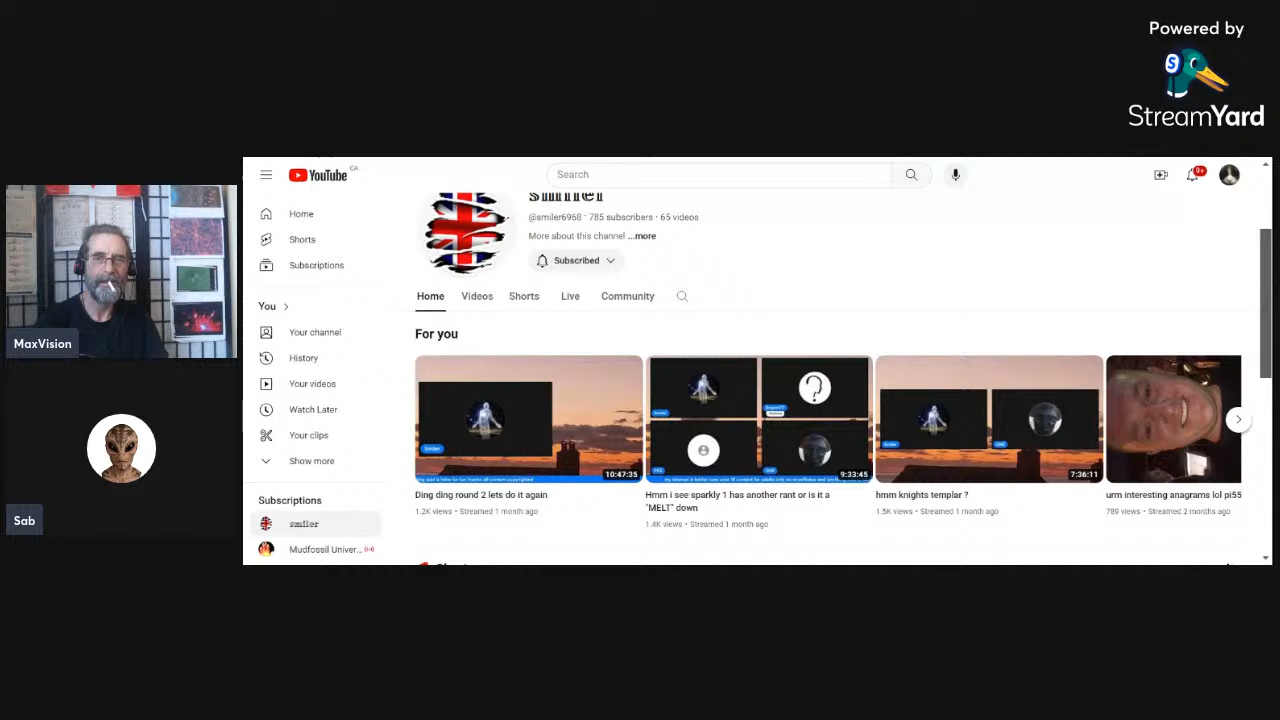 Powered by
StreamYard
MaxVision
Sab
YouTube
CA
Search
9+
Home
Shorts
Subscriptions
You
Your channel
History
Your videos
Watch Later
Your clips
Show more
Subscriptions
smiler
Mudfossil Univer...
smiler
@smiler6968 · 785 subscribers · 65 videos
More about this channel ...more
Subscribed
Home Videos Shorts Live Community
For you
10:47:35
Ding ding round 2 lets do it again
1.2K views • Streamed 1 month ago
9:33:45
Hmm i see sparkly 1 has another rant or is it a
"MELT" down
1.4K views • Streamed 1 month ago
7:36:11
hmm knights templar ?
1.5K views • Streamed 1 month ago
urm interesting anagrams lol pi55
789 views • Streamed 2 months ago